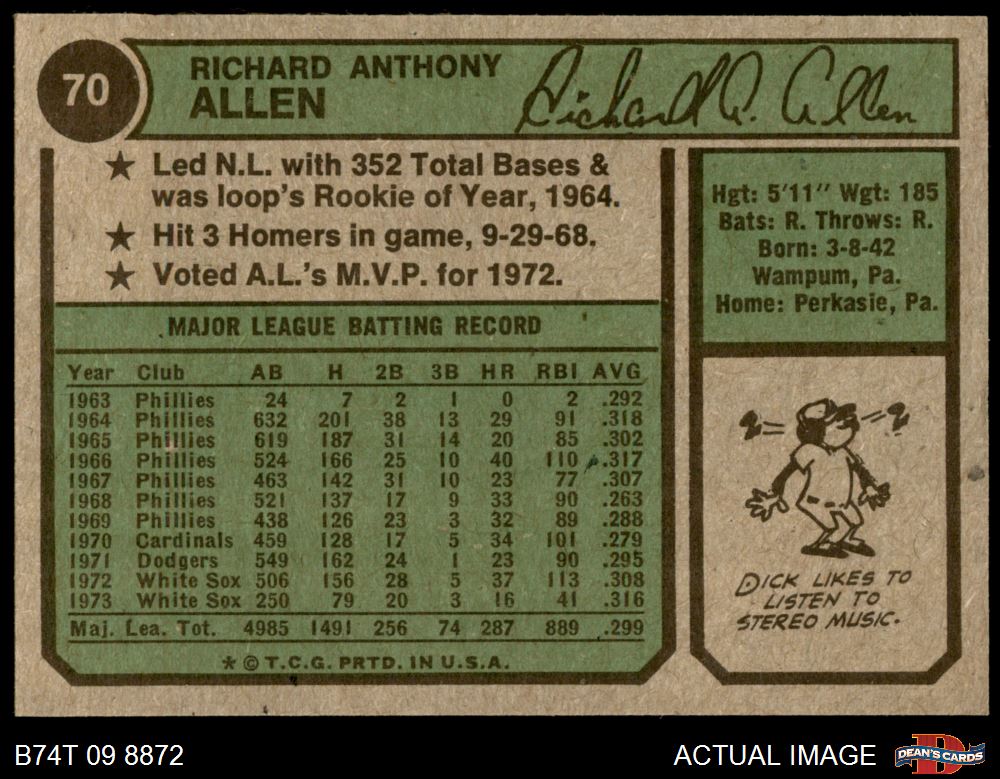 70
RICHARD ANTHONY
ALLEN
Richard A. Allen
★ Led N.L. with 352 Total Bases &
was loop's Rookie of Year, 1964.
★ Hit 3 Homers in game, 9-29-68.
★ Voted A.L.'s M.V.P. for 1972.
MAJOR LEAGUE BATTING RECORD
Year Club AB H 2B 3B HR RBI AVG
1963 Phillies 24 7 2 1 0 2 .292
1964 Phillies 632 201 38 13 29 91 .318
1965 Phillies 619 187 31 14 20 85 .302
1966 Phillies 524 166 25 10 40 110 .317
1967 Phillies 463 142 31 10 23 77 .307
1968 Phillies 521 137 17 9 33 90 .263
1969 Phillies 438 126 23 3 32 89 .288
1970 Cardinals 459 128 17 5 34 101 .279
1971 Dodgers 549 162 24 1 23 90 .295
1972 White Sox 506 156 28 5 37 113 .308
1973 White Sox 250 79 20 3 16 41 .316
Maj. Lea. Tot. 4985 1491 256 74 287 889 .299
★ © T.C.G. PRTD. IN U.S.A.
Hgt: 5'11" Wgt: 185
Bats: R. Throws: R.
Born: 3-8-42
Wampum, Pa.
Home: Perkasie, Pa.
DICK LIKES TO
LISTEN TO
STEREO MUSIC.
B74T 09 8872
ACTUAL IMAGE
D
DEAN'S CARDS